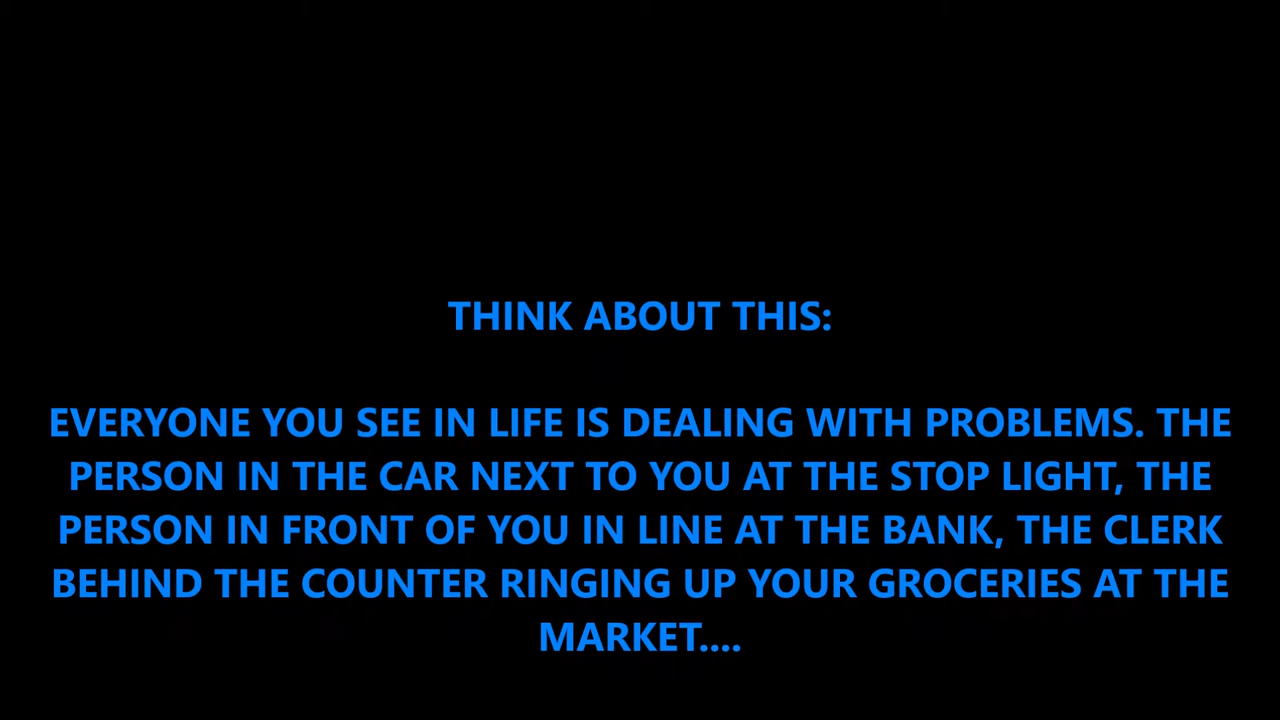 THINK ABOUT THIS:
EVERYONE YOU SEE IN LIFE IS DEALING WITH PROBLEMS. THE
PERSON IN THE CAR NEXT TO YOU AT THE STOP LIGHT, THE
PERSON IN FRONT OF YOU IN LINE AT THE BANK, THE CLERK
BEHIND THE COUNTER RINGING UP YOUR GROCERIES AT THE
MARKET....